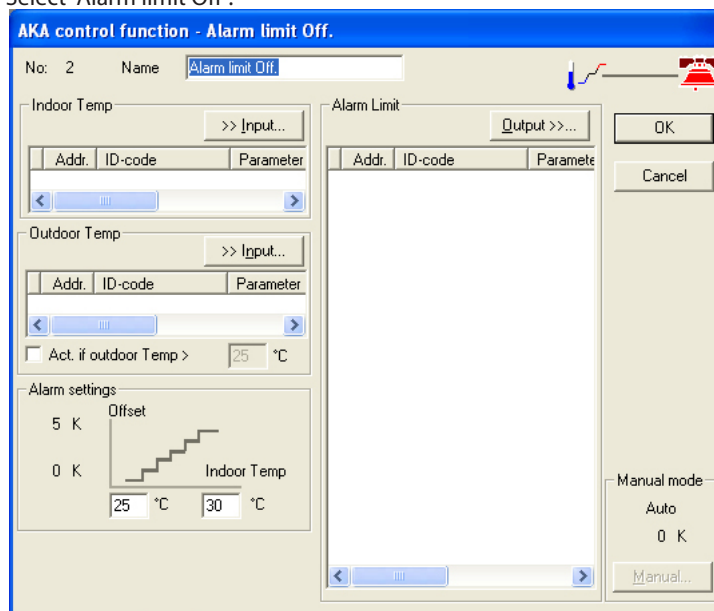 Select 'Alarm limit Off'.
AKA control function - Alarm limit Off.
No: 2 Name Alarm limit Off.
Indoor Temp
>> Input...
Addr. ID-code Parameter
Outdoor Temp
>> Input...
Addr. ID-code Parameter
Act. if outdoor Temp > 25 °C
Alarm settings
Offset
5 K
0 K Indoor Temp
25 °C 30 °C
Alarm Limit
Output >>...
Addr. ID-code Paramete
OK
Cancel
Manual mode
Auto
0 K
Manual...